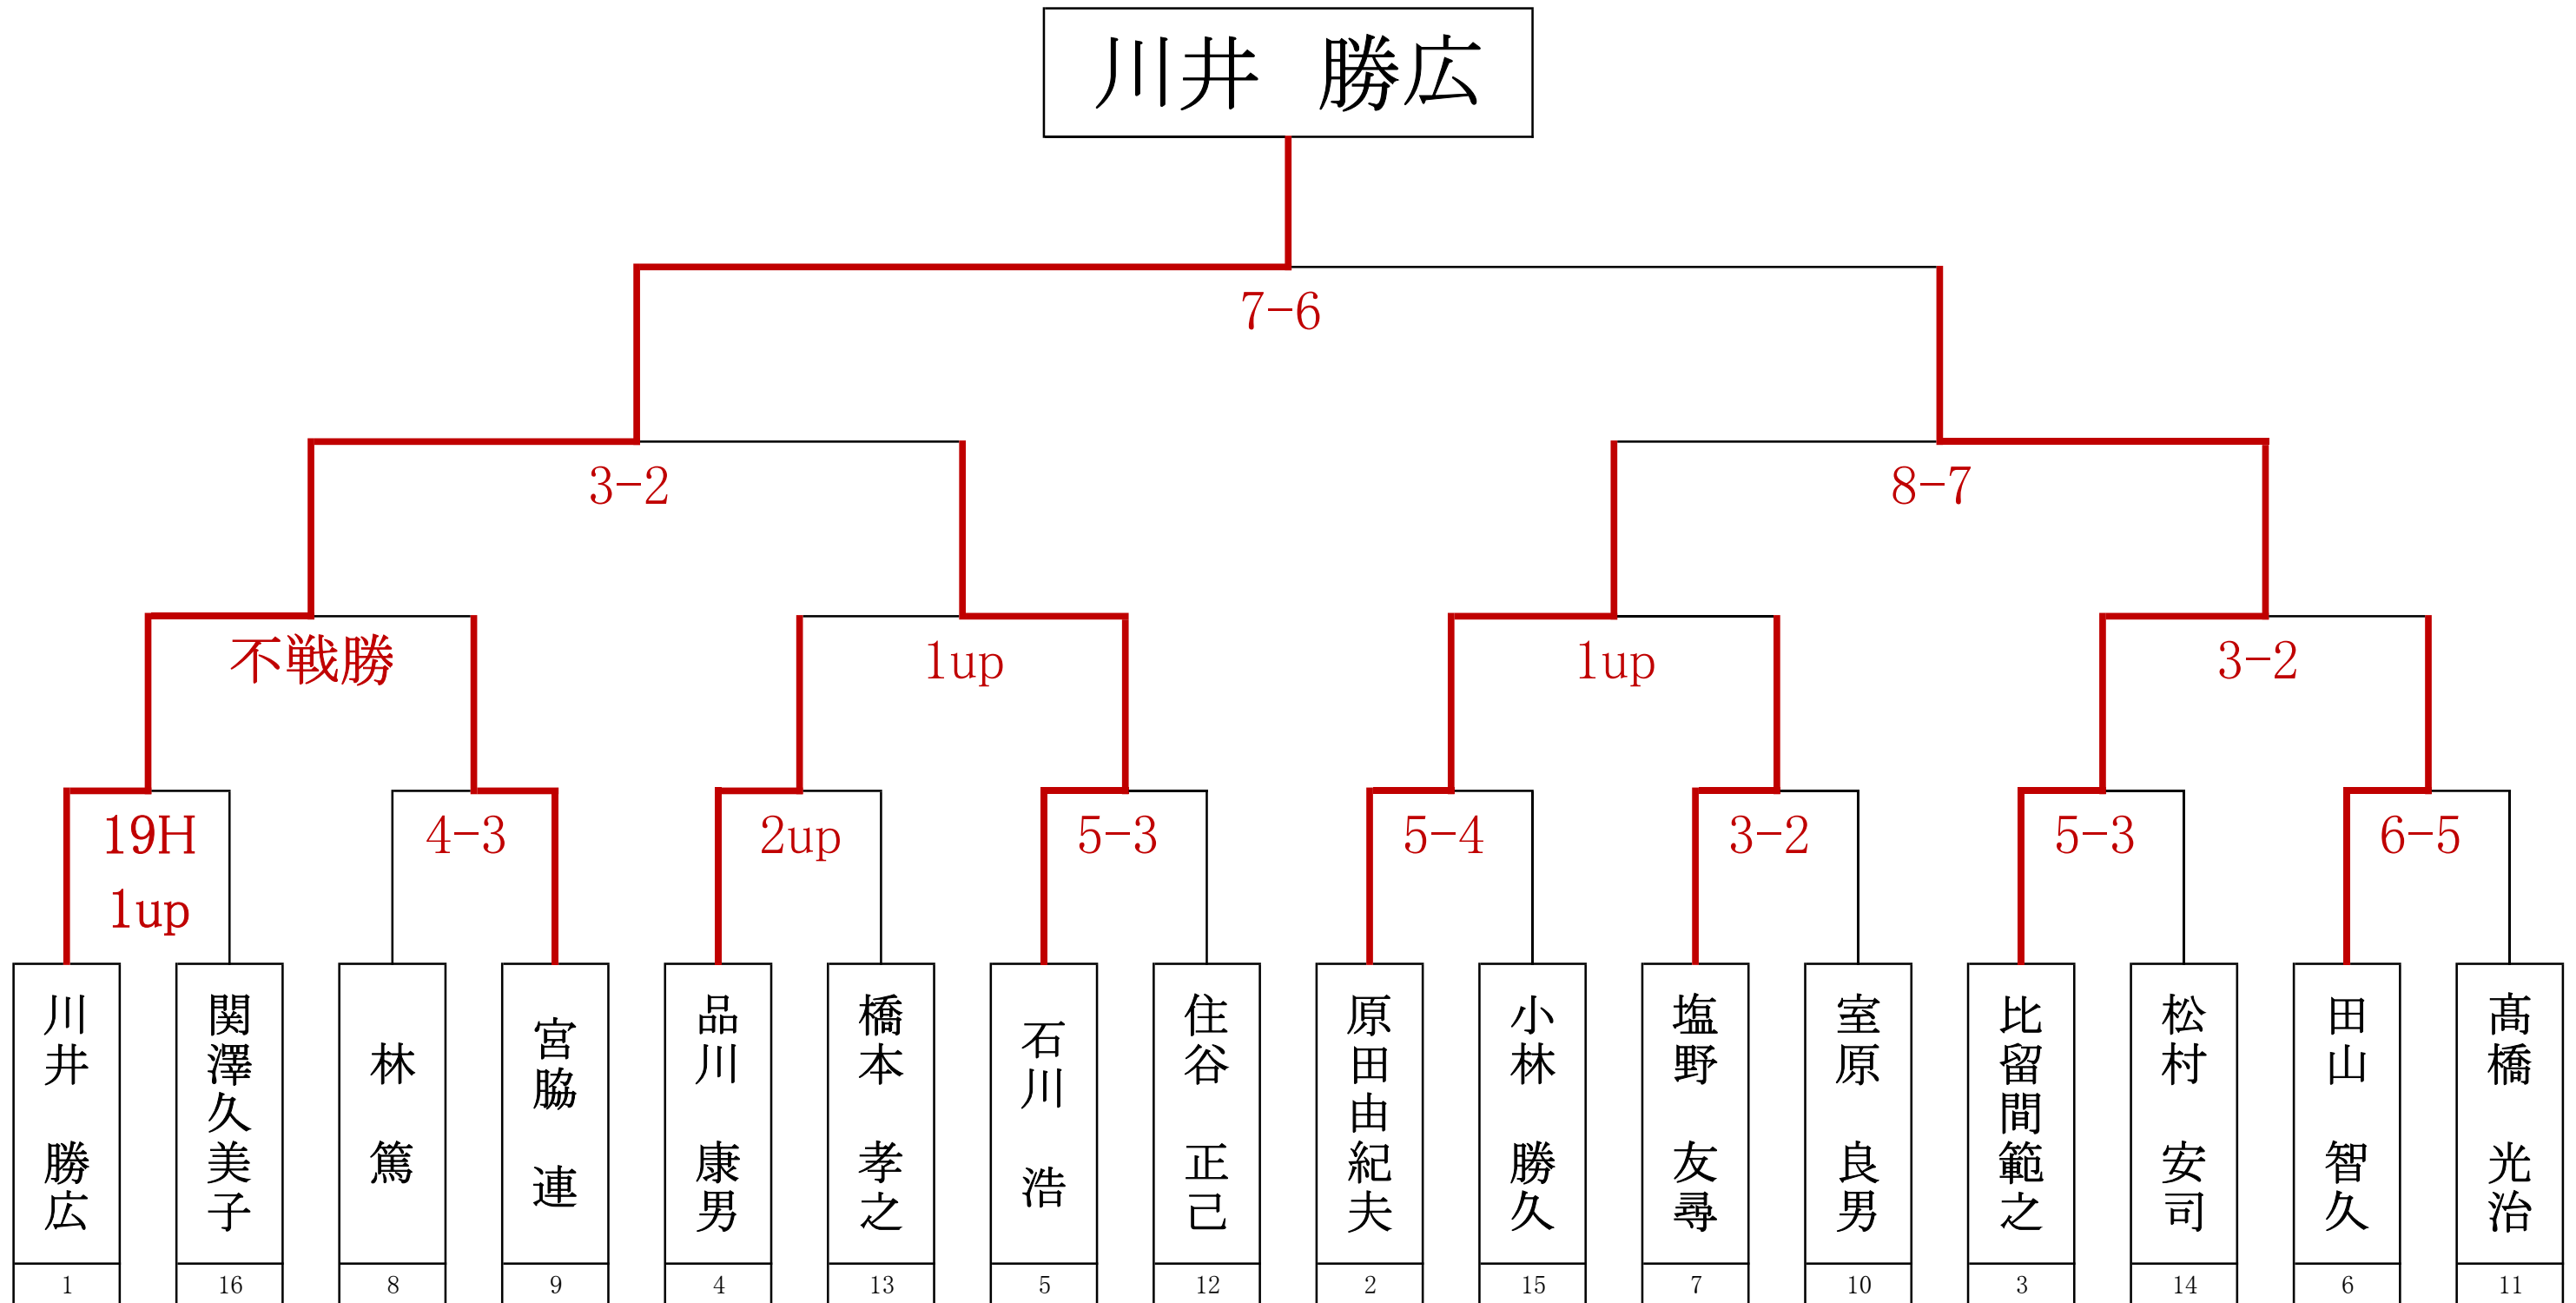 川井　勝広
7-6
3-2
8-7
不戦勝
1up
1up
3-2
19H
1up
4-3
2up
5-3
5-4
3-2
5-3
6-5
川井　勝広
関澤久美子
林　篤
宮脇　連
品川　康男
橋本　孝之
石川　浩
住谷　正己
原田由紀夫
小林　勝久
塩野　友尋
室原　良男
比留間範之
松村　安司
田山　智久
髙橋　光治
1
16
8
9
4
13
5
12
2
15
7
10
3
14
6
11